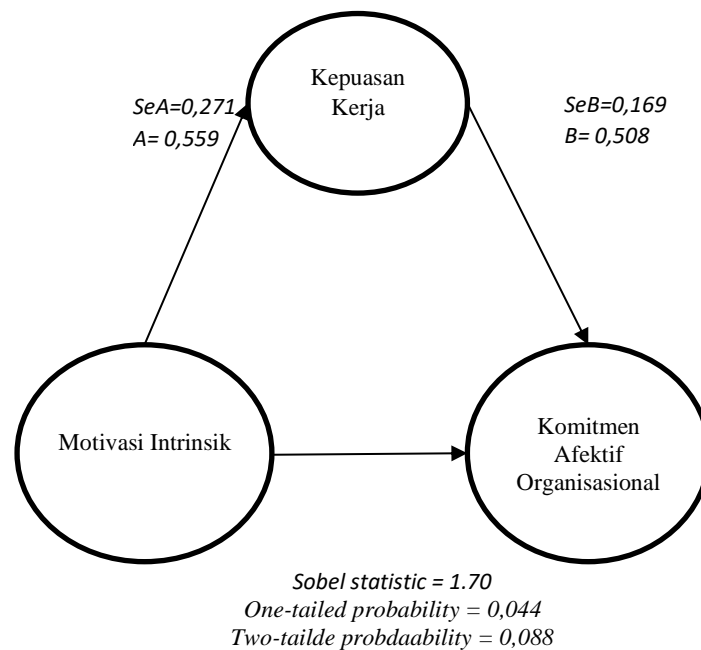 Kepuasan
Kerja
SeA=0,271
A= 0,559
SeB=0,169
B= 0,508
Motivasi Intrinsik
Komitmen
Afektif
Organisasional
Sobel statistic = 1.70
One-tailed probability = 0,044
Two-tailde probdaability = 0,088